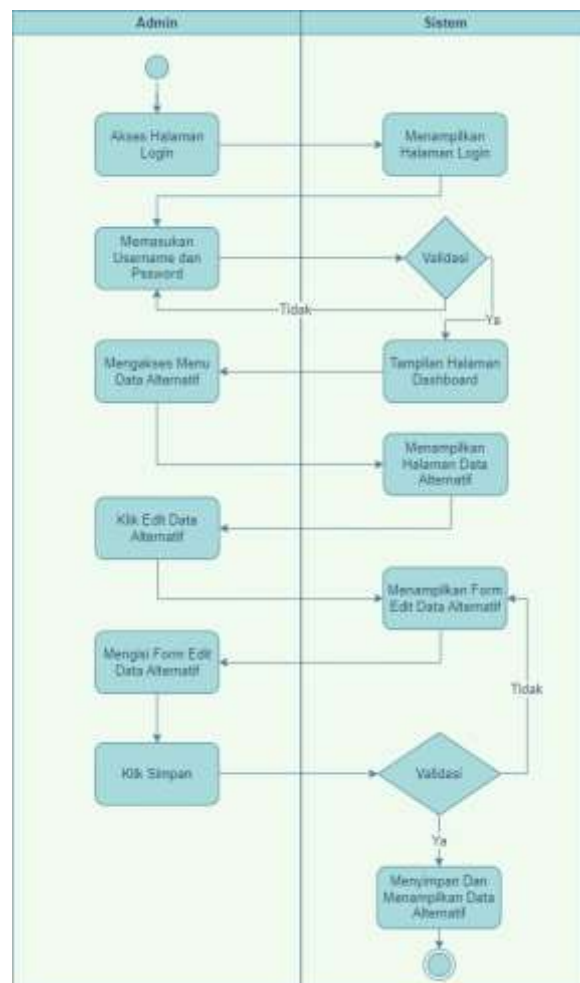 Admin
Sistem
Akses Halaman
Login
Menampilkan
Halaman Login
Memasukan
Username dan
Pssword
Validasi
Tidak
Ya
Mengakses Menu
Data Alternatif
Tampilan Halaman
Dashboard
Menampilkan
Halaman Data
Alternatif
Klik Edit Data
Alternatif
Menampilkan Form
Edit Data Alternatif
Mengisi Form Edit
Data Alternatif
Tidak
Klik Simpan
Validasi
Ya
Menyimpan Dan
Menampilkan Data
Alternatif